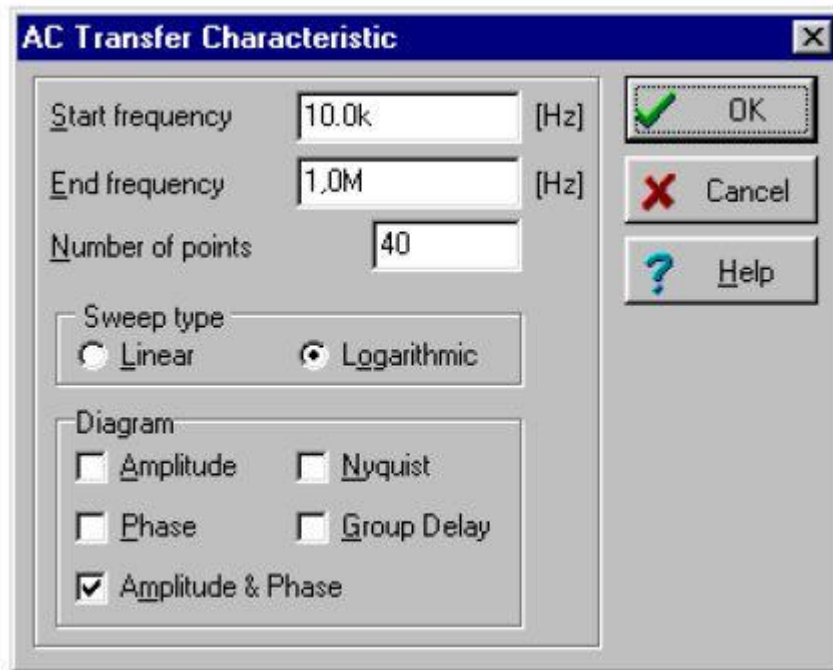 AC Transfer Characteristic
Start frequency 10.0k [Hz]
OK
End frequency 1,0M [Hz]
Cancel
Number of points 40
Help
Sweep type
Linear Logarithmic
Diagram
Amplitude Nyquist
Phase Group Delay
Amplitude & Phase